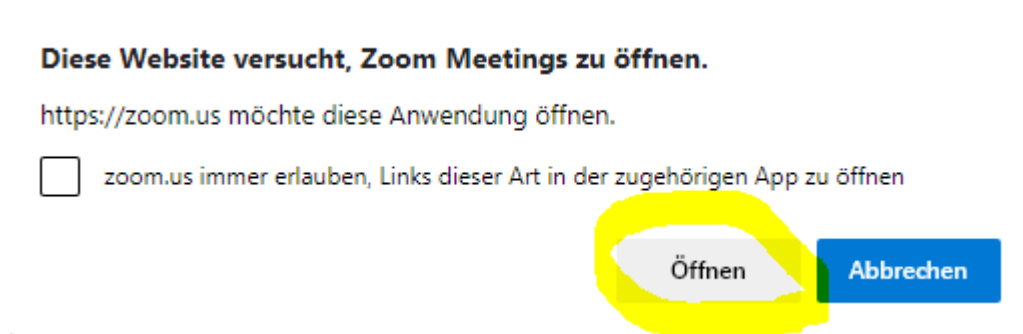 Diese Website versucht, Zoom Meetings zu öffnen.
https://zoom.us möchte diese Anwendung öffnen.
zoom.us immer erlauben, Links dieser Art in der zugehörigen App zu öffnen
Öffnen Abbrechen